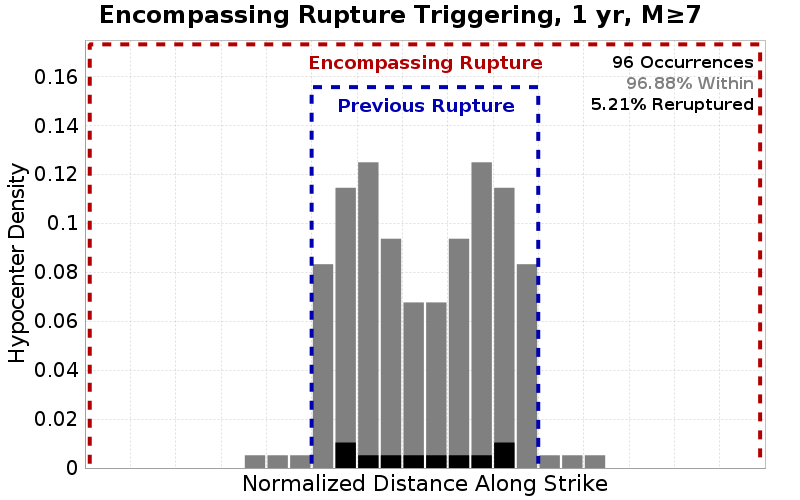 Encompassing Rupture Triggering, 1 yr, M≥7
Encompassing Rupture
Previous Rupture
96 Occurrences
96.88% Within
5.21% Reruptured
Hypocenter Density
0.16
0.14
0.12
0.1
0.08
0.06
0.04
0.02
0
Normalized Distance Along Strike